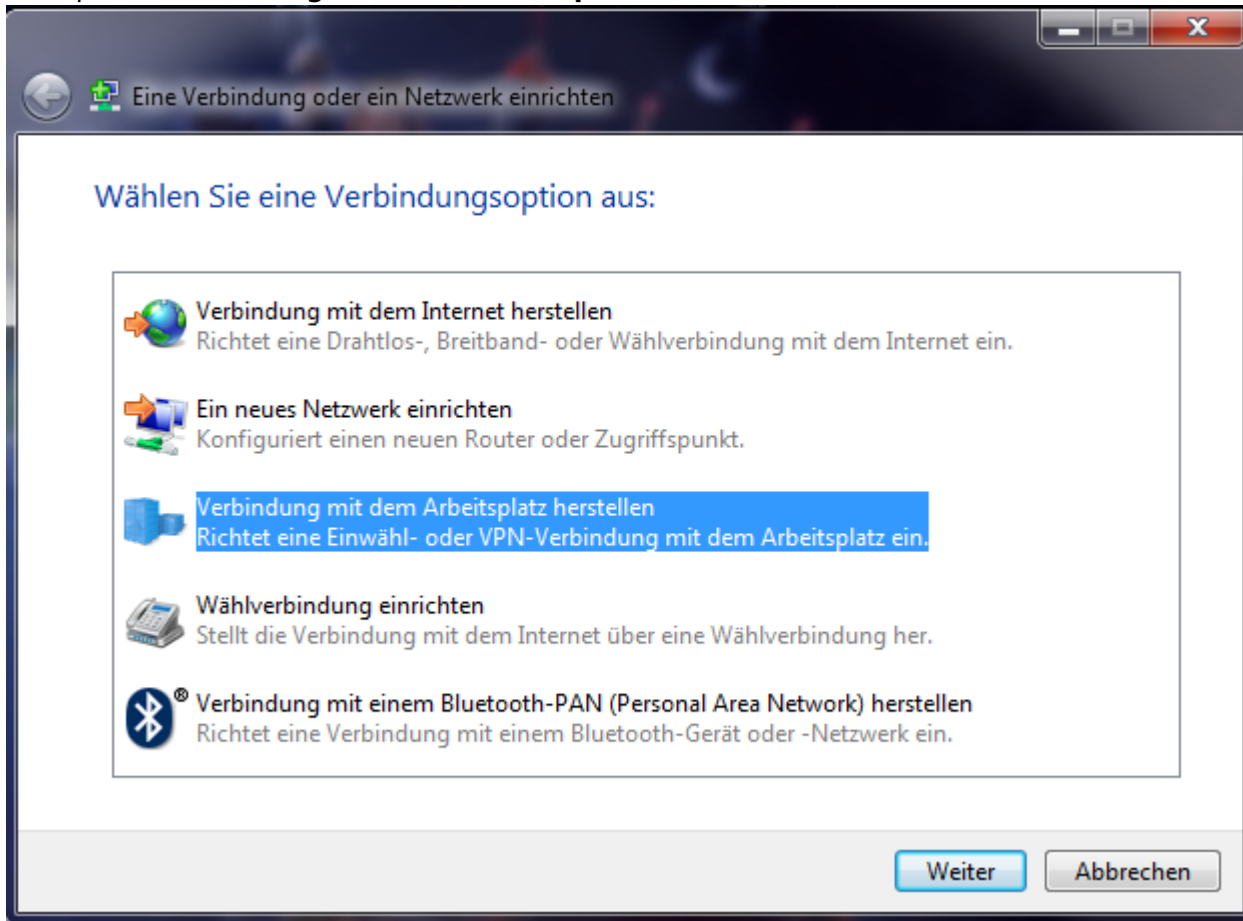 Eine Verbindung oder ein Netzwerk einrichten
Wählen Sie eine Verbindungsoption aus:
Verbindung mit dem Internet herstellen
Richtet eine Drahtlos-, Breitband- oder Wählverbindung mit dem Internet ein.
Ein neues Netzwerk einrichten
Konfiguriert einen neuen Router oder Zugriffspunkt.
Verbindung mit dem Arbeitsplatz herstellen
Richtet eine Einwähl- oder VPN-Verbindung mit dem Arbeitsplatz ein.
Wählverbindung einrichten
Stellt die Verbindung mit dem Internet über eine Wählverbindung her.
® Verbindung mit einem Bluetooth-PAN (Personal Area Network) herstellen
Richtet eine Verbindung mit einem Bluetooth-Gerät oder -Netzwerk ein.
Weiter Abbrechen